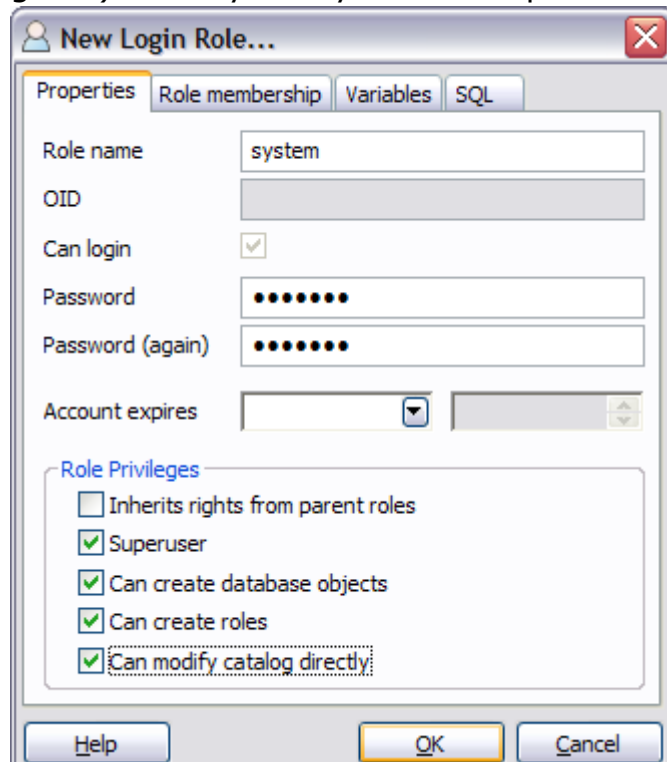 New Login Role...
Properties Role membership Variables SQL
Role name system
OID
Can login
Password •••••••
Password (again) •••••••
Account expires
Role Privileges
Inherits rights from parent roles
Superuser
Can create database objects
Can create roles
Can modify catalog directly
Help OK Cancel